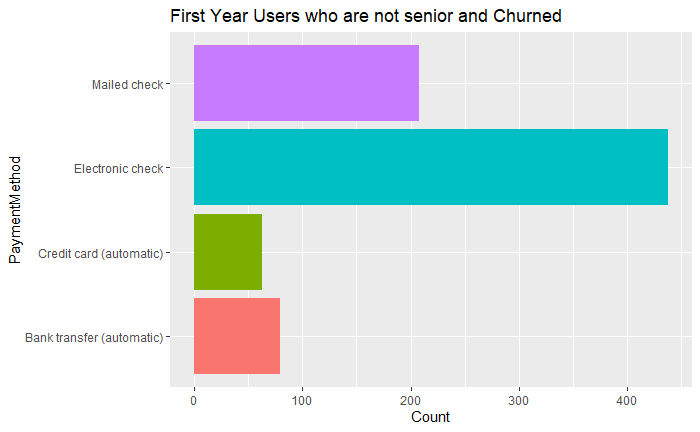 First Year Users who are not senior and Churned
PaymentMethod
Mailed check
Electronic check
Credit card (automatic)
Bank transfer (automatic)
0 100 200 300 400
Count